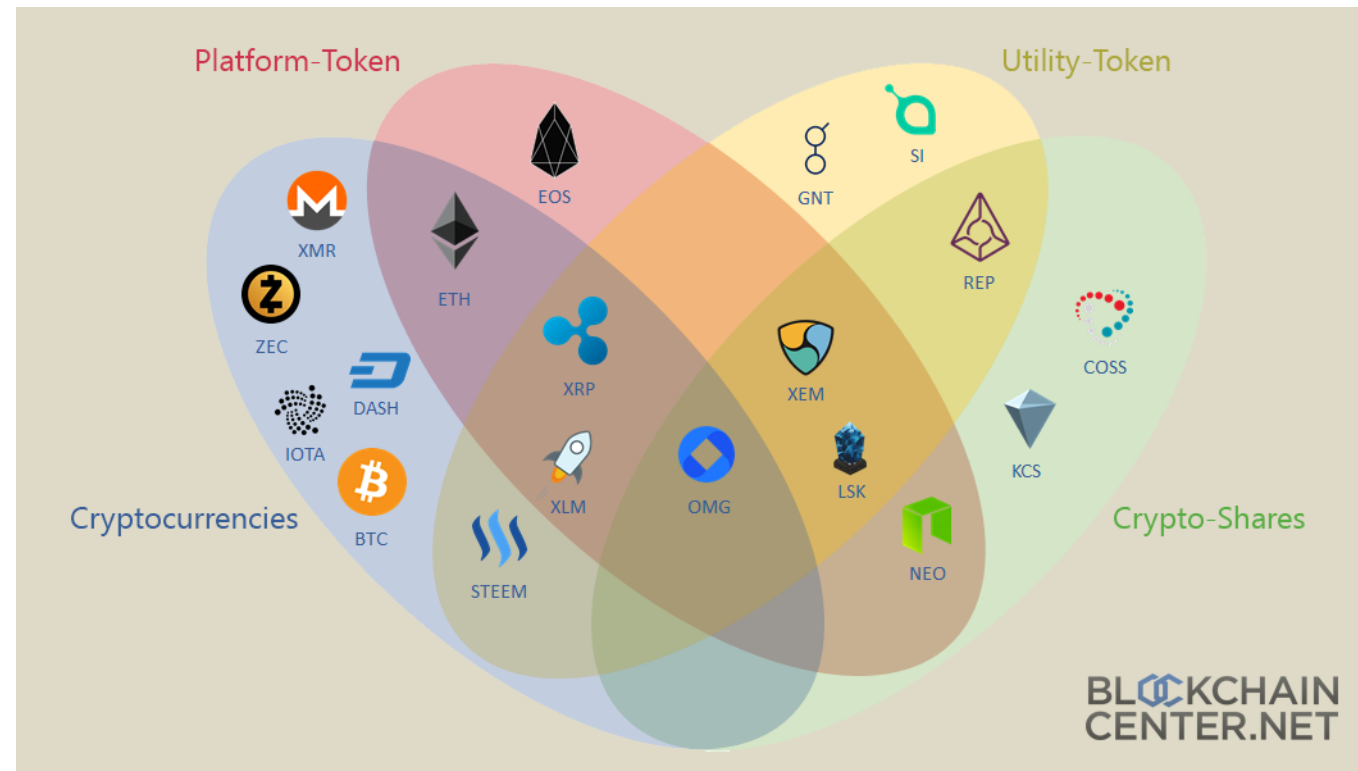 Platform-Token
Utility-Token
EOS
SI
GNT
XMR
ETH
REP
ZEC
XRP
XEM
COSS
DASH
IOTA
XLM
OMG
LSK
KCS
Cryptocurrencies
BTC
STEEM
NEO
Crypto-Shares
BLOCKCHAIN
CENTER.NET